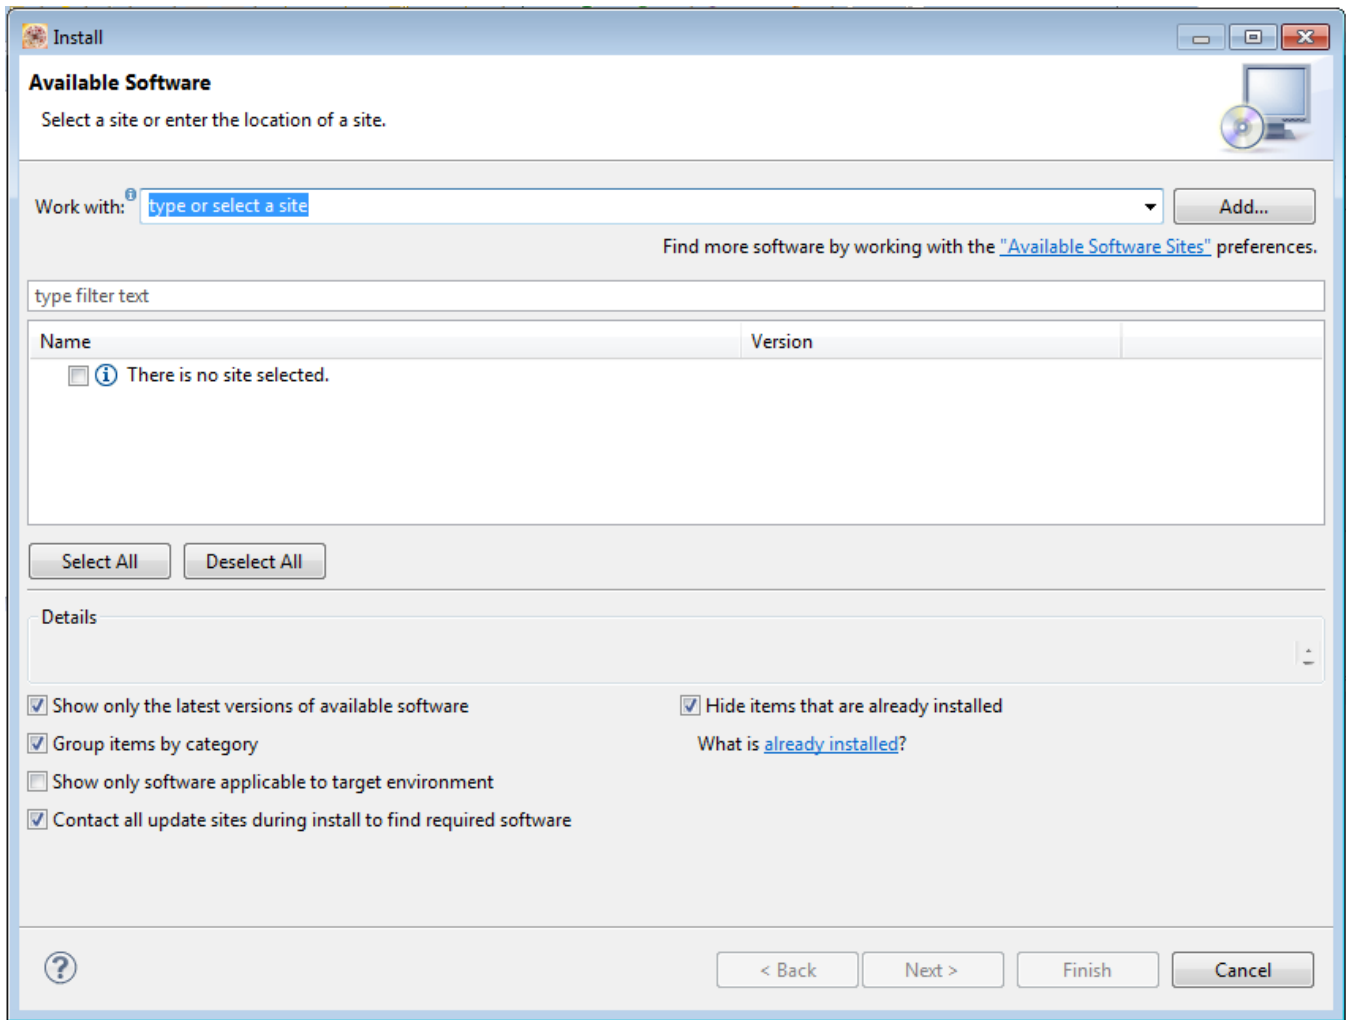 Install
Available Software
Select a site or enter the location of a site.
Work with: type or select a site Add...
Find more software by working with the "Available Software Sites" preferences.
type filter text
Name Version
There is no site selected.
Select All Deselect All
Details
Show only the latest versions of available software Hide items that are already installed
Group items by category What is already installed?
Show only software applicable to target environment
Contact all update sites during install to find required software
? < Back Next > Finish Cancel